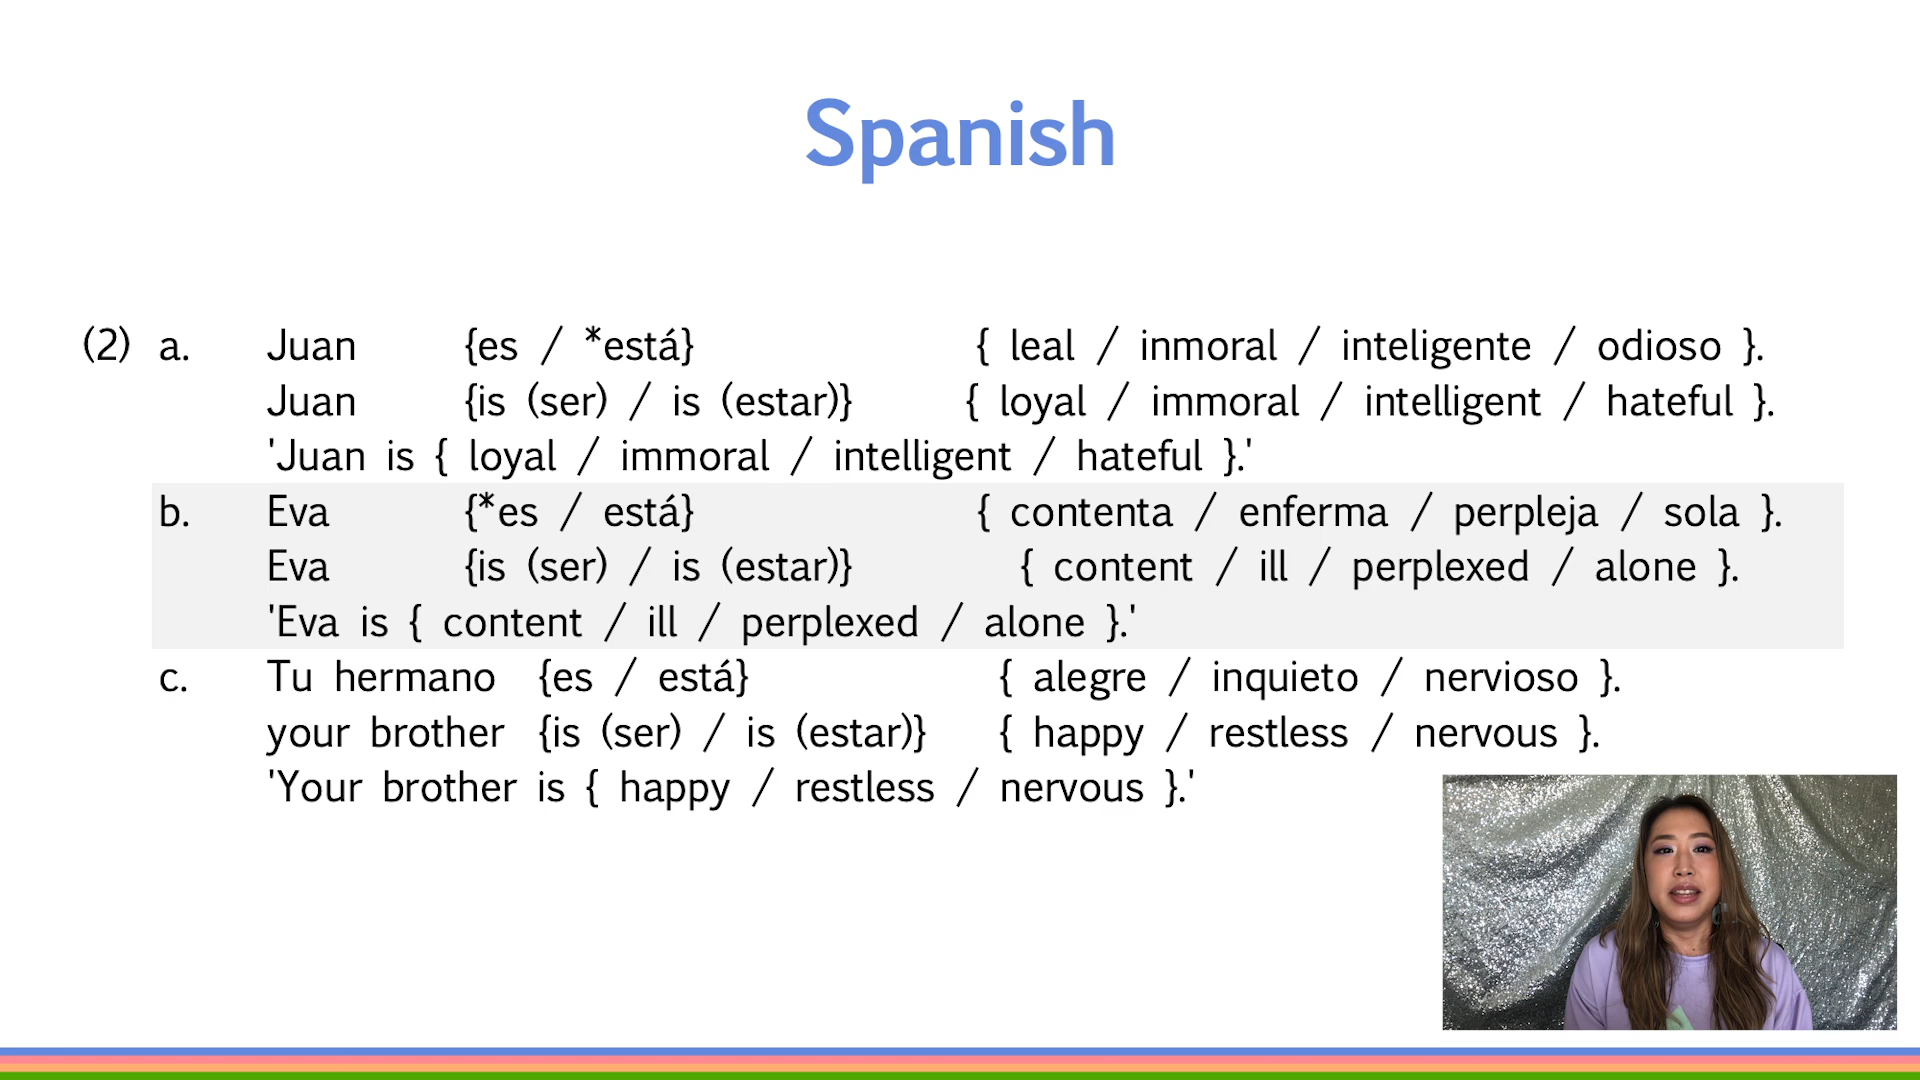 Spanish
(2) a. Juan {es / *está} { leal / inmoral / inteligente / odioso }.
Juan {is (ser) / is (estar)} { loyal / immoral / intelligent / hateful }.
'Juan is { loyal / immoral / intelligent / hateful }.'
b. Eva {*es / está} { contenta / enferma / perpleja / sola }.
Eva {is (ser) / is (estar)} { content / ill / perplexed / alone }.
'Eva is { content / ill / perplexed / alone }.'
c. Tu hermano {es / está} { alegre / inquieto / nervioso }.
your brother {is (ser) / is (estar)} { happy / restless / nervous }.
'Your brother is { happy / restless / nervous }.'